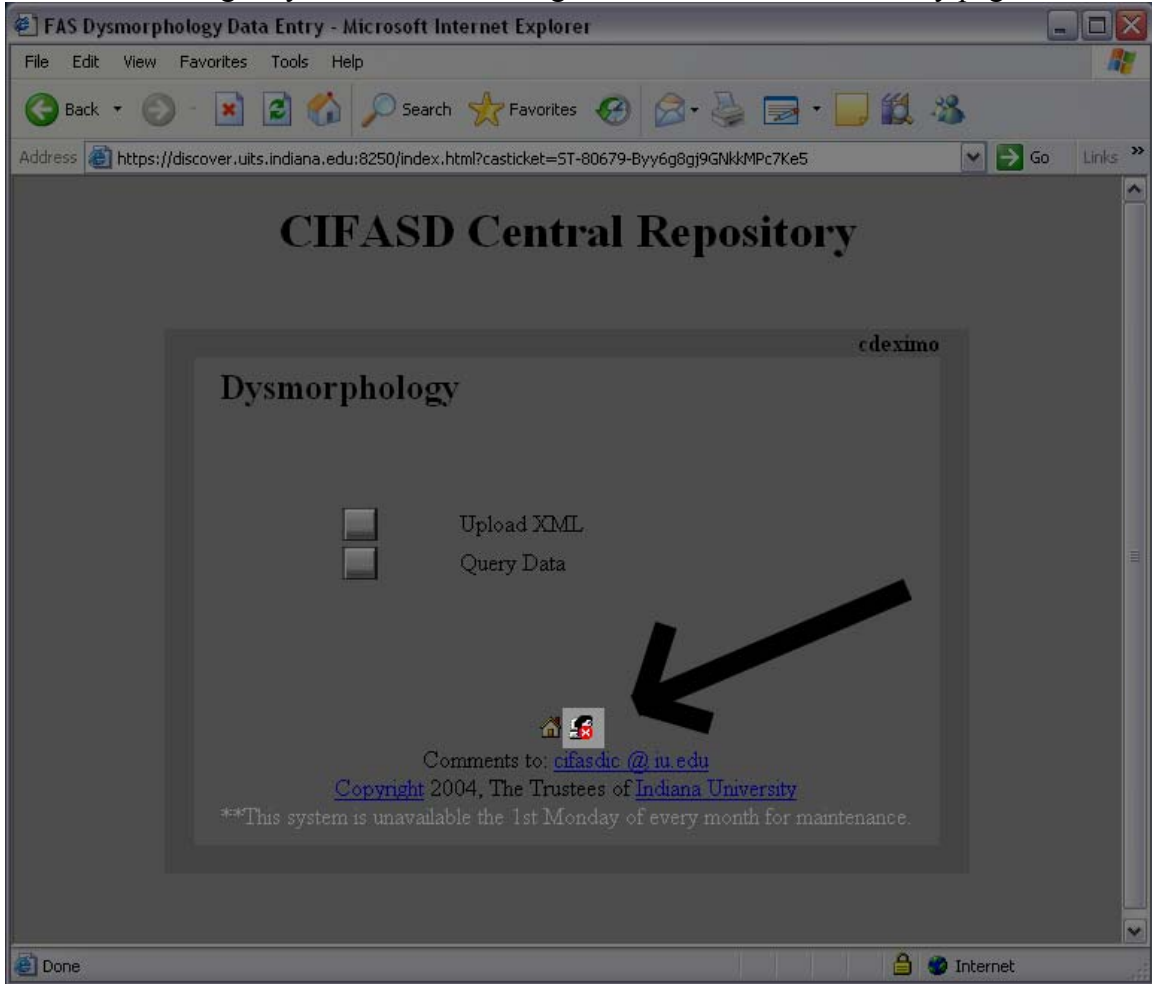 FAS Dysmorphology Data Entry - Microsoft Internet Explorer
File Edit View Favorites Tools Help
Back Search Favorites
Address https://discover.uits.indiana.edu:8250/index.html?casticket=ST-80679-Byy6g8gj9GNkkMPc7Ke5 Go Links »
CIFASD Central Repository
cdeximo
Dysmorphology
Upload XML
Query Data
Comments to: cifasdic @ iu.edu
Copyright 2004, The Trustees of Indiana University
**This system is unavailable the 1st Monday of every month for maintenance.
Done Internet